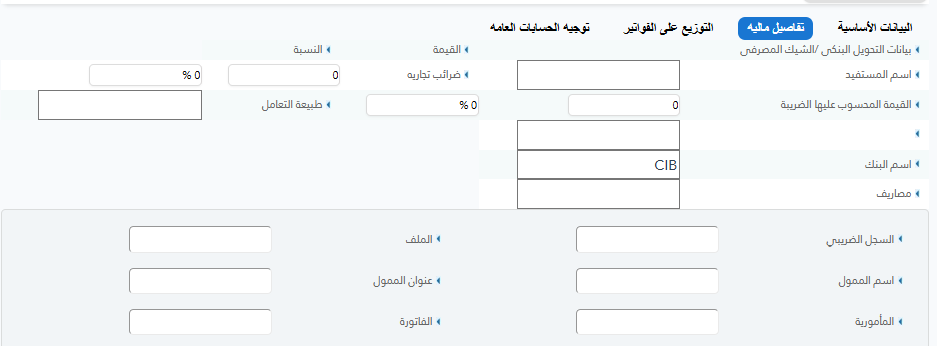 البيانات الأساسية تفاصيل ماليه التوزيع على الفواتير توجيه الحسابات العامه
بيانات التحويل البنكى /الشيك المصرفى القيمة النسبة
اسم المستفيد ضرائب تجاريه 0 0 %
القيمة المحسوب عليها الضريبة 0 0 % طبيعة التعامل
اسم البنك CIB
مصاريف
السجل الضريبي الملف
اسم الممول عنوان الممول
المأمورية الفاتورة